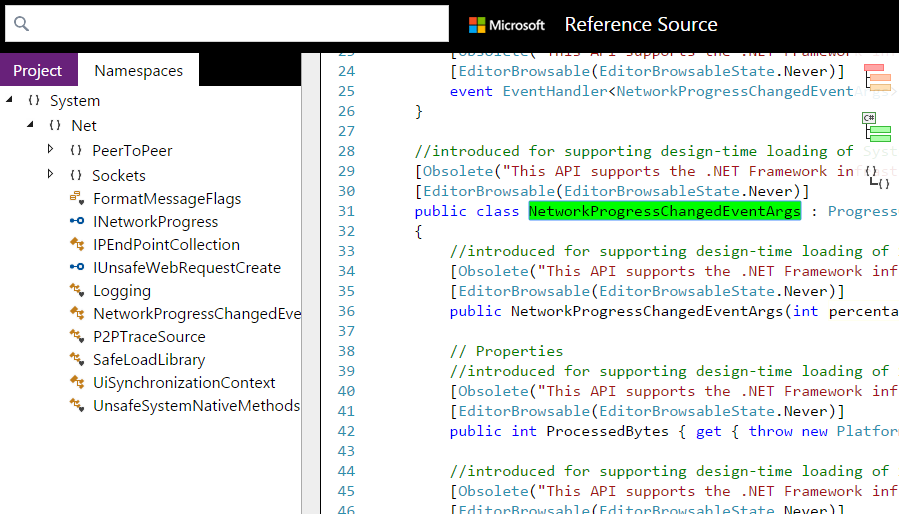 Microsoft Reference Source
Project Namespaces
{} System
{} Net
{} PeerToPeer
{} Sockets
FormatMessageFlags
INetworkProgress
IPEndPointCollection
IUnsafeWebRequestCreate
Logging
NetworkProgressChangedEve
P2PTraceSource
SafeLoadLibrary
UiSynchronizationContext
UnsafeSystemNativeMethods
23 [Obsolete("This API supports the .NET Framework inf
24 [EditorBrowsable(EditorBrowsableState.Never)]
25 event EventHandler<NetworkProgressChangedEventArgs>
26 }
27
28 //introduced for supporting design-time loading of Syst
29 [Obsolete("This API supports the .NET Framework infrast
30 [EditorBrowsable(EditorBrowsableState.Never)]
31 public class NetworkProgressChangedEventArgs : Progress
32 {
33 //introduced for supporting design-time loading of
34 [Obsolete("This API supports the .NET Framework inf
35 [EditorBrowsable(EditorBrowsableState.Never)]
36 public NetworkProgressChangedEventArgs(int percenta
37
38 // Properties
39 //introduced for supporting design-time loading of
40 [Obsolete("This API supports the .NET Framework inf
41 [EditorBrowsable(EditorBrowsableState.Never)]
42 public int ProcessedBytes { get { throw new Platfor
43
44 //introduced for supporting design-time loading of
45 [Obsolete("This API supports the .NET Framework inf
46 [EditorBrowsable(EditorBrowsableState.Never)]
C#
{}
{}